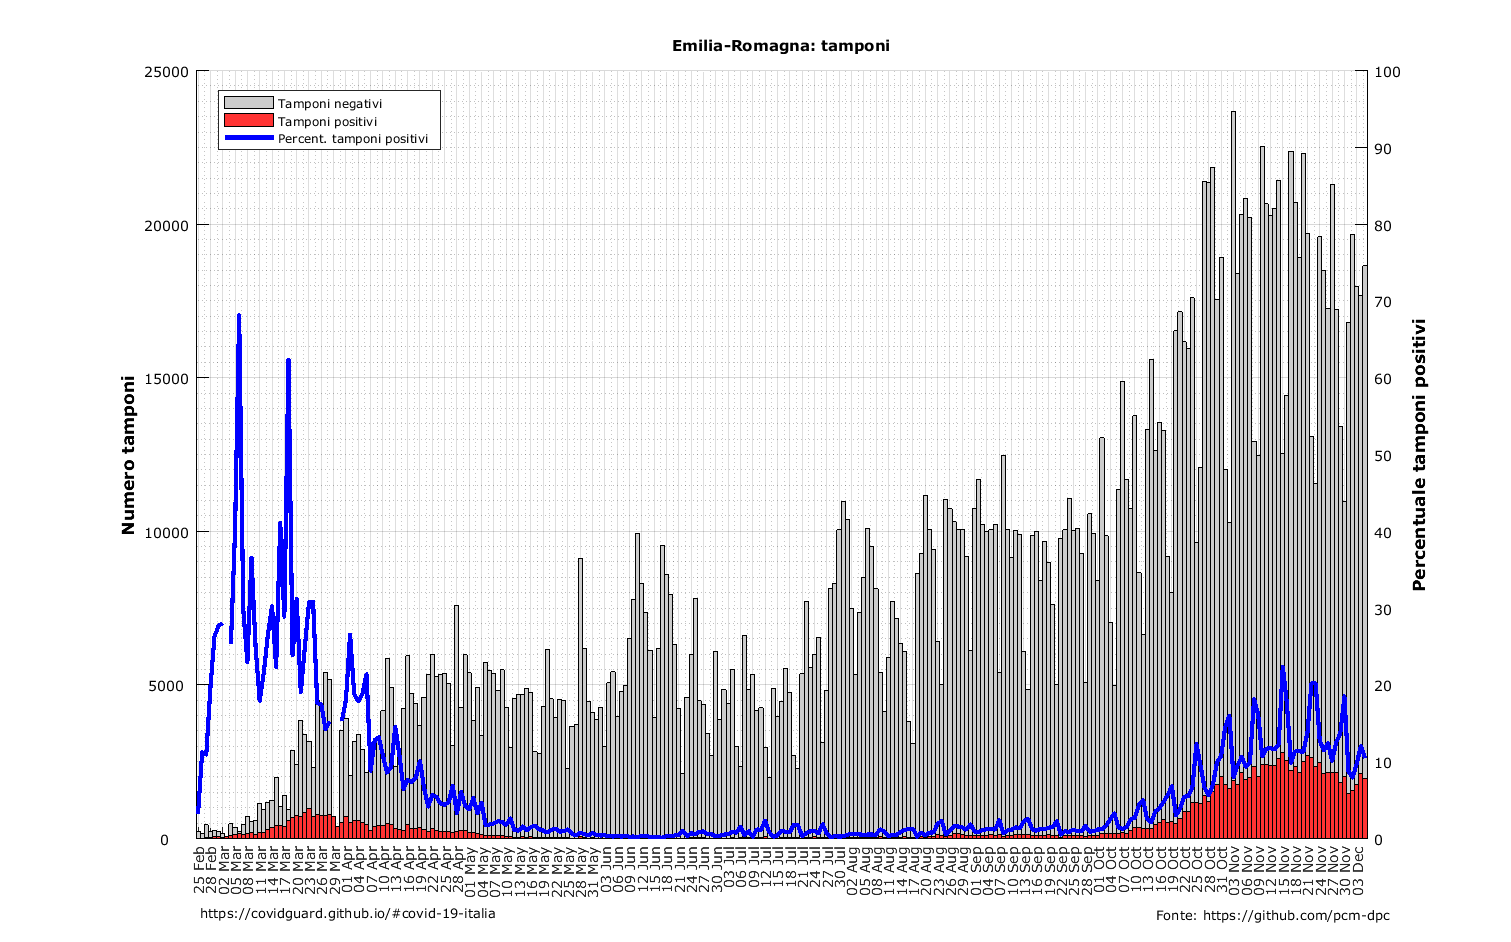 Emilia-Romagna: tamponi
25000
20000
15000
10000
5000
0
100
90
80
70
60
50
40
30
20
10
0
Tamponi negativi
Tamponi positivi
Percent. tamponi positivi
Numero tamponi
Percentuale tamponi positivi
25 Feb
28 Feb
02 Mar
05 Mar
08 Mar
11 Mar
14 Mar
17 Mar
20 Mar
23 Mar
26 Mar
29 Mar
01 Apr
04 Apr
07 Apr
10 Apr
13 Apr
16 Apr
19 Apr
22 Apr
25 Apr
28 Apr
01 May
04 May
07 May
10 May
13 May
16 May
19 May
22 May
25 May
28 May
31 May
03 Jun
06 Jun
09 Jun
12 Jun
15 Jun
18 Jun
21 Jun
24 Jun
27 Jun
30 Jun
03 Jul
06 Jul
09 Jul
12 Jul
15 Jul
18 Jul
21 Jul
24 Jul
27 Jul
30 Jul
02 Aug
05 Aug
08 Aug
11 Aug
14 Aug
17 Aug
20 Aug
23 Aug
26 Aug
29 Aug
01 Sep
04 Sep
07 Sep
10 Sep
13 Sep
16 Sep
19 Sep
22 Sep
25 Sep
28 Sep
01 Oct
04 Oct
07 Oct
10 Oct
13 Oct
16 Oct
19 Oct
22 Oct
25 Oct
28 Oct
31 Oct
03 Nov
06 Nov
09 Nov
12 Nov
15 Nov
18 Nov
21 Nov
24 Nov
27 Nov
30 Nov
03 Dec
https://covidguard.github.io/#covid-19-italia
Fonte: https://github.com/pcm-dpc